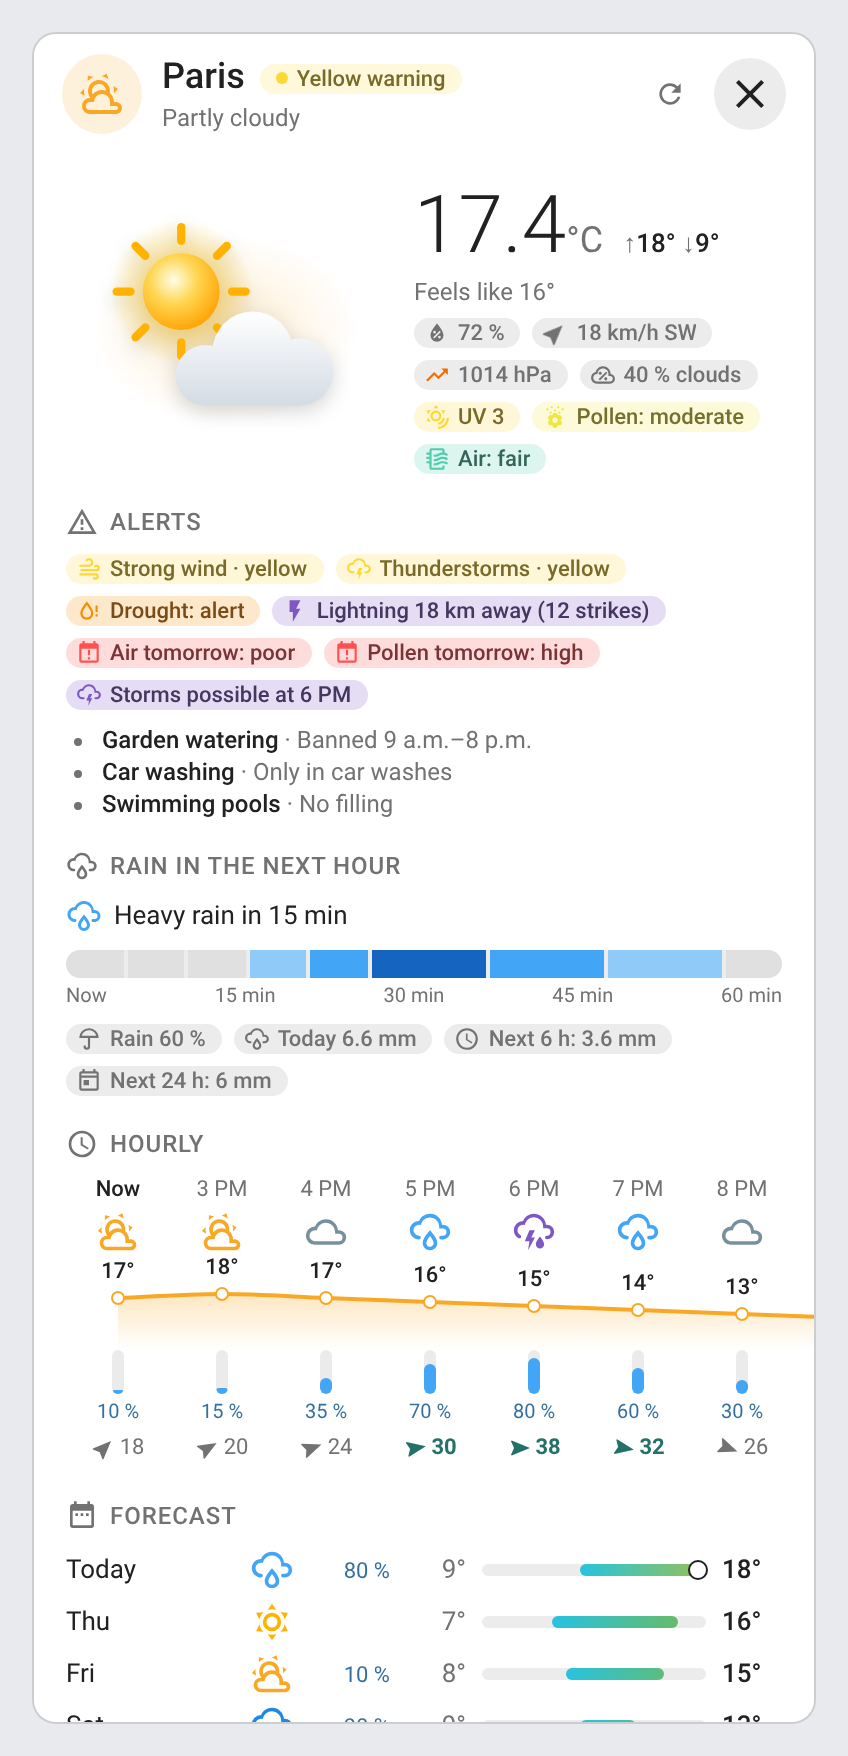 Paris
Yellow warning
Partly cloudy
17.4°C ↑18° ↓9°
Feels like 16°
72 % 18 km/h SW
1014 hPa 40 % clouds
UV 3 Pollen: moderate
Air: fair
ALERTS
Strong wind · yellow Thunderstorms · yellow
Drought: alert Lightning 18 km away (12 strikes)
Air tomorrow: poor Pollen tomorrow: high
Storms possible at 6 PM
• Garden watering · Banned 9 a.m.–8 p.m.
• Car washing · Only in car washes
• Swimming pools · No filling
RAIN IN THE NEXT HOUR
Heavy rain in 15 min
Now 15 min 30 min 45 min 60 min
Rain 60 % Today 6.6 mm Next 6 h: 3.6 mm
Next 24 h: 6 mm
HOURLY
Now 3 PM 4 PM 5 PM 6 PM 7 PM 8 PM
17° 18° 17° 16° 15° 14° 13°
10 % 15 % 35 % 70 % 80 % 60 % 30 %
18 20 24 30 38 32 26
FORECAST
Today 80 % 9° 18°
Thu 7° 16°
Fri 10 % 8° 15°